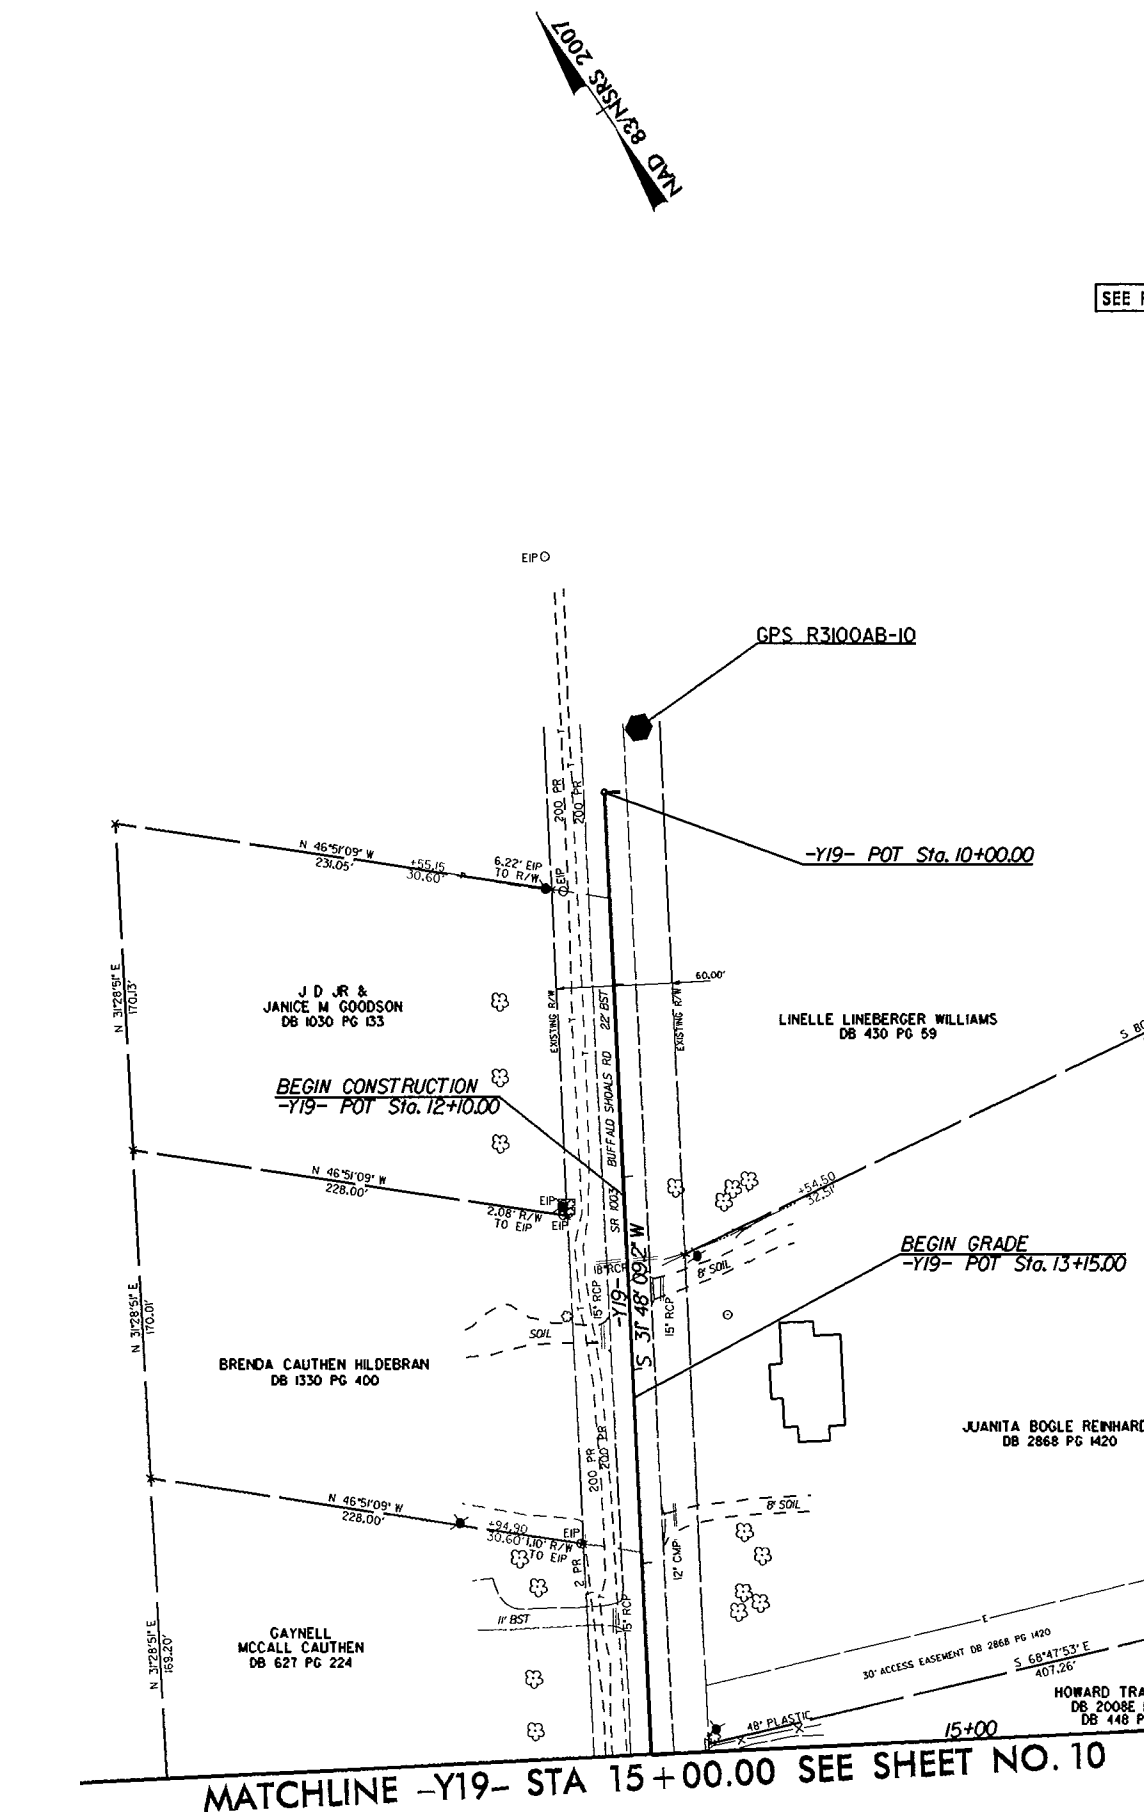 NAD 83/NSRS 2007
SEE
EIP
GPS R3100AB-10
200 PR
200 PR
-Y19- POT Sta. 10+00.00
N 46°51'09" W
231.05'
+55.15
30.60'
6.22' EIP
TO R/W
EIP
N 31°28'51" E
170.13'
J D JR &
JANICE M GOODSON
DB 1030 PG 133
EXISTING R/W
22' BST
EXISTING R/W
60.00'
LINELLE LINEBERGER WILLIAMS
DB 430 PG 59
BUFFALO SHOALS RD
SR 1003
BEGIN CONSTRUCTION
-Y19- POT Sta. 12+10.00
N 46°51'09" W
228.00'
EIP
2.08' R/W
TO EIP
EIP
+54.50
32.51'
-Y19-
S 31° 48' 09.2" W
18" RCP
15" RCP
15" RCP
8' SOIL
BEGIN GRADE
-Y19- POT Sta. 13+15.00
N 31°28'51" E
170.01'
SOIL
BRENDA CAUTHEN HILDEBRAN
DB 1330 PG 400
JUANITA BOGLE REINHARD
DB 2868 PG 1420
200 PR
200 PR
N 46°51'09" W
228.00'
+94.90
30.60'
1.10' R/W
TO EIP
EIP
8' SOIL
2 PR
12" CMP
11' BST
15" RCP
N 31°28'51" E
169.20'
GAYNELL
MCCALL CAUTHEN
DB 627 PG 224
E
30' ACCESS EASEMENT DB 2868 PG 1420
S 68°47'53" E
407.26'
HOWARD TRA
DB 2008E
DB 448 P
48" PLASTIC
15+00
MATCHLINE -Y19- STA 15+00.00 SEE SHEET NO. 10